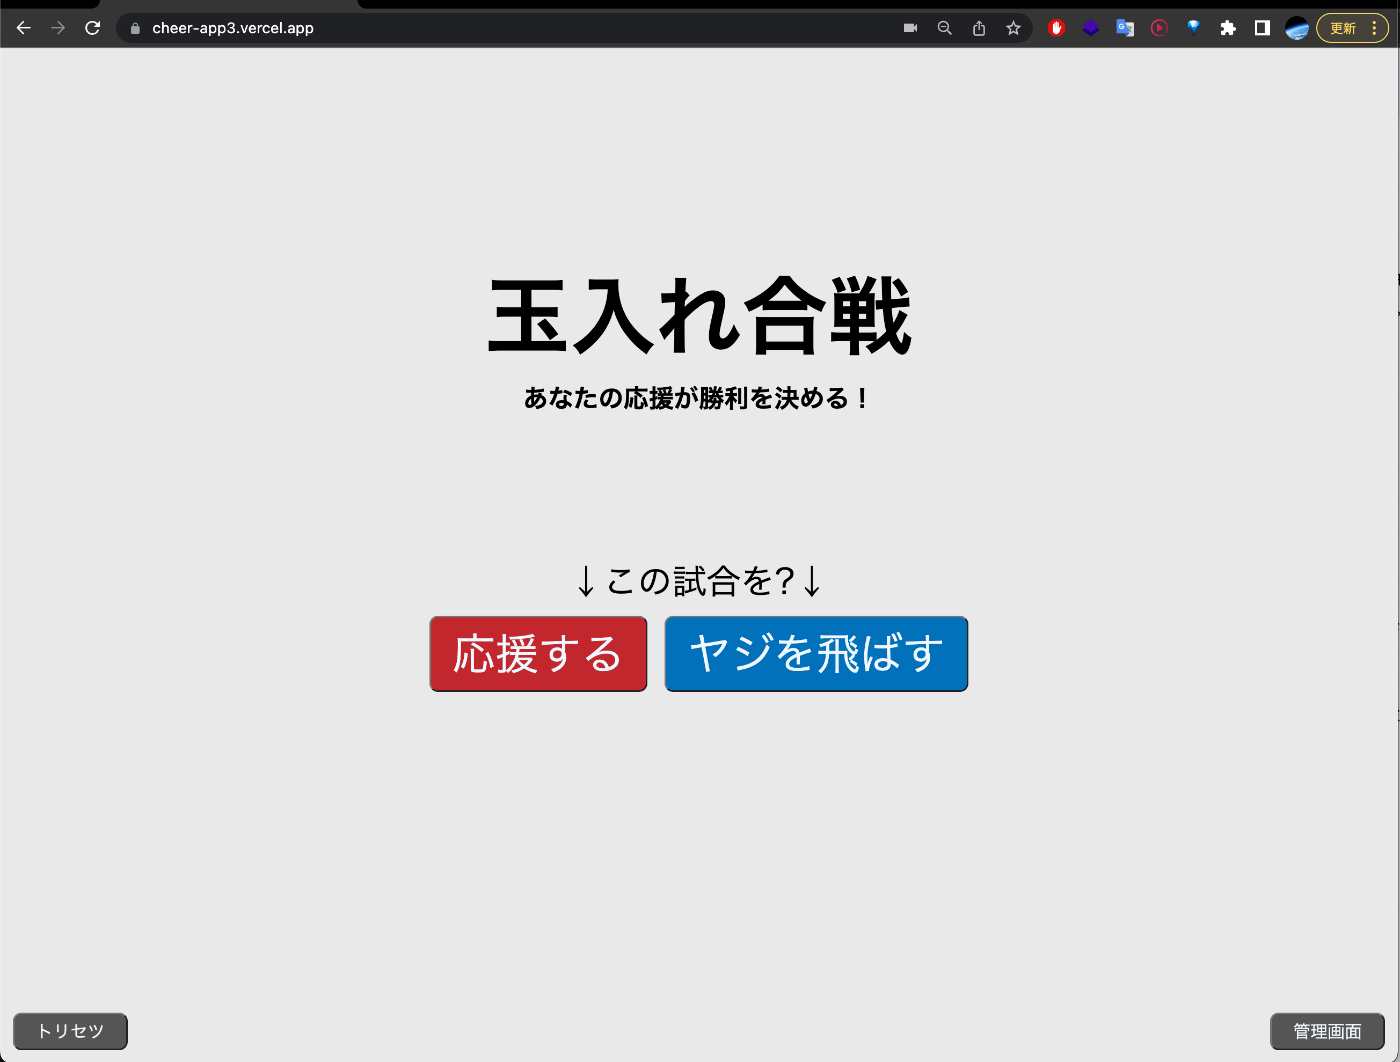 cheer-app3.vercel.app
更新
玉入れ合戦
あなたの応援が勝利を決める！
↓この試合を?↓
応援する ヤジを飛ばす
トリセツ 管理画面